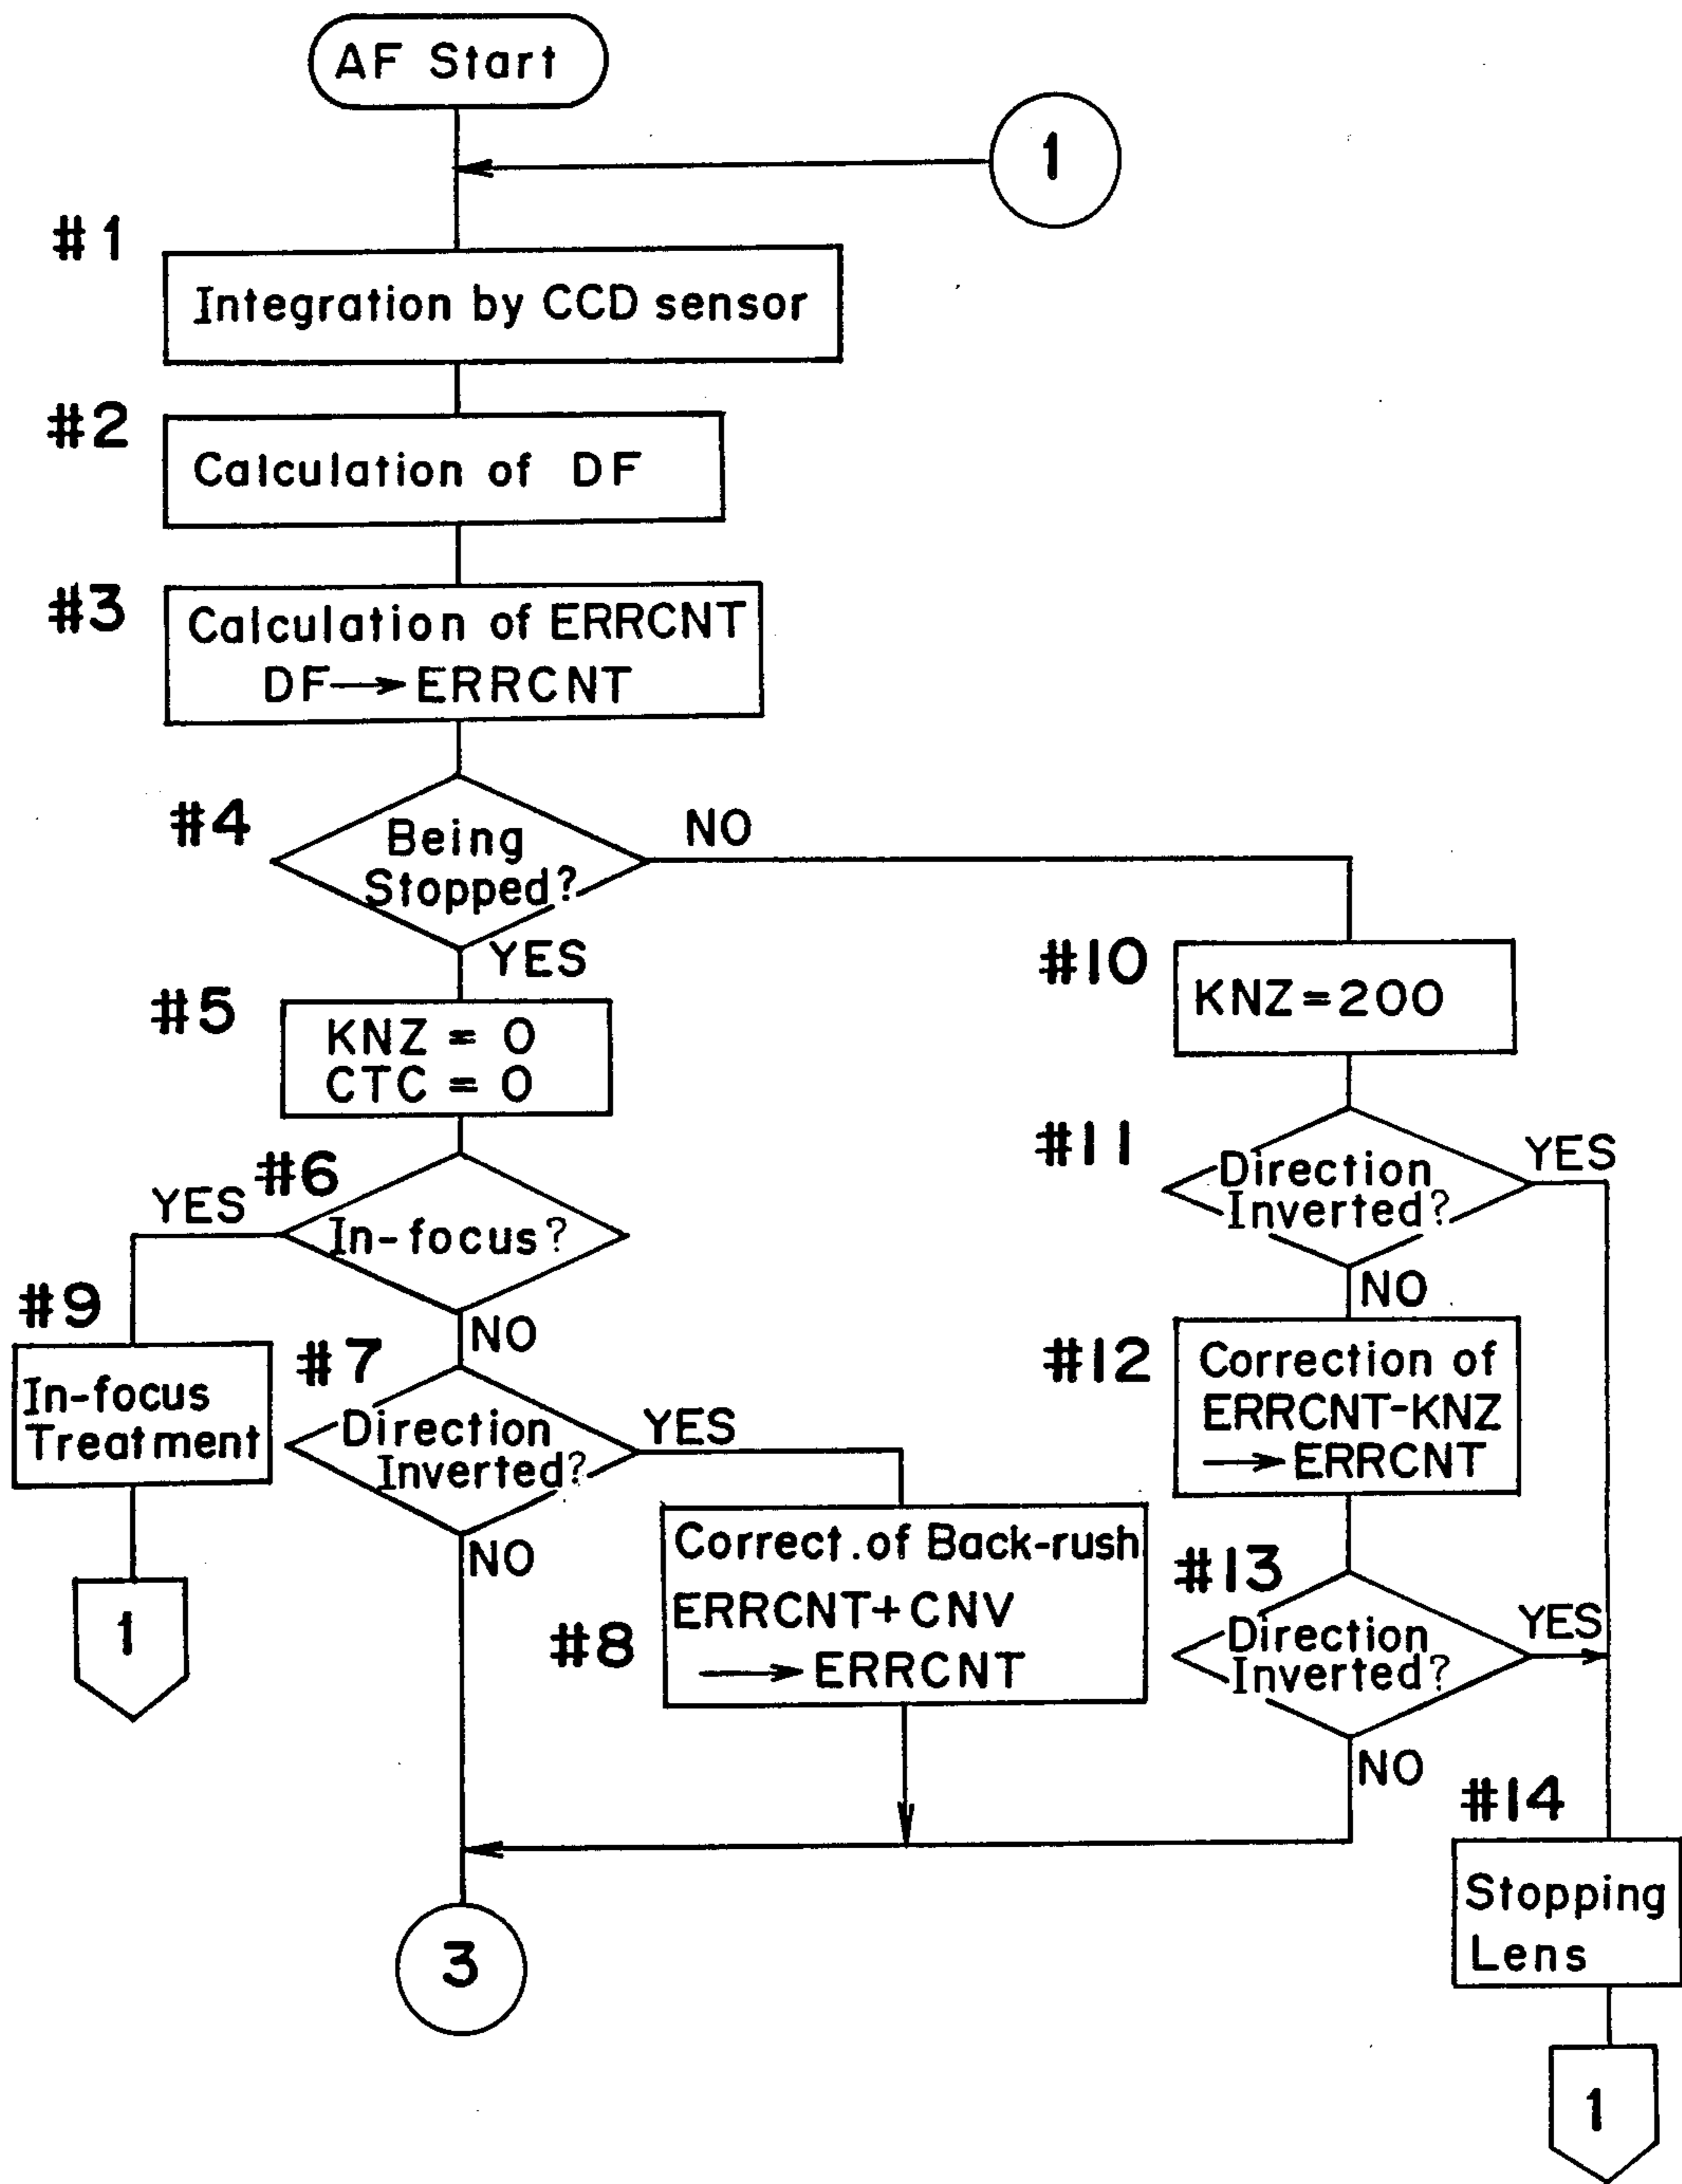 AF Start
1
#1
Integration by CCD sensor
#2
Calculation of DF
#3
Calculation of ERRCNT
DF→ERRCNT
#4
Being
Stopped?
NO
YES
#5
KNZ = 0
CTC = 0
#6
In-focus?
YES
NO
#9
In-focus
Treatment
1
#7
Direction
Inverted?
YES
NO
#8
Correct. of Back-rush
ERRCNT+CNV
→ERRCNT
3
#10
KNZ=200
#11
Direction
Inverted?
YES
NO
#12
Correction of
ERRCNT-KNZ
→ERRCNT
#13
Direction
Inverted?
YES
NO
#14
Stopping
Lens
1